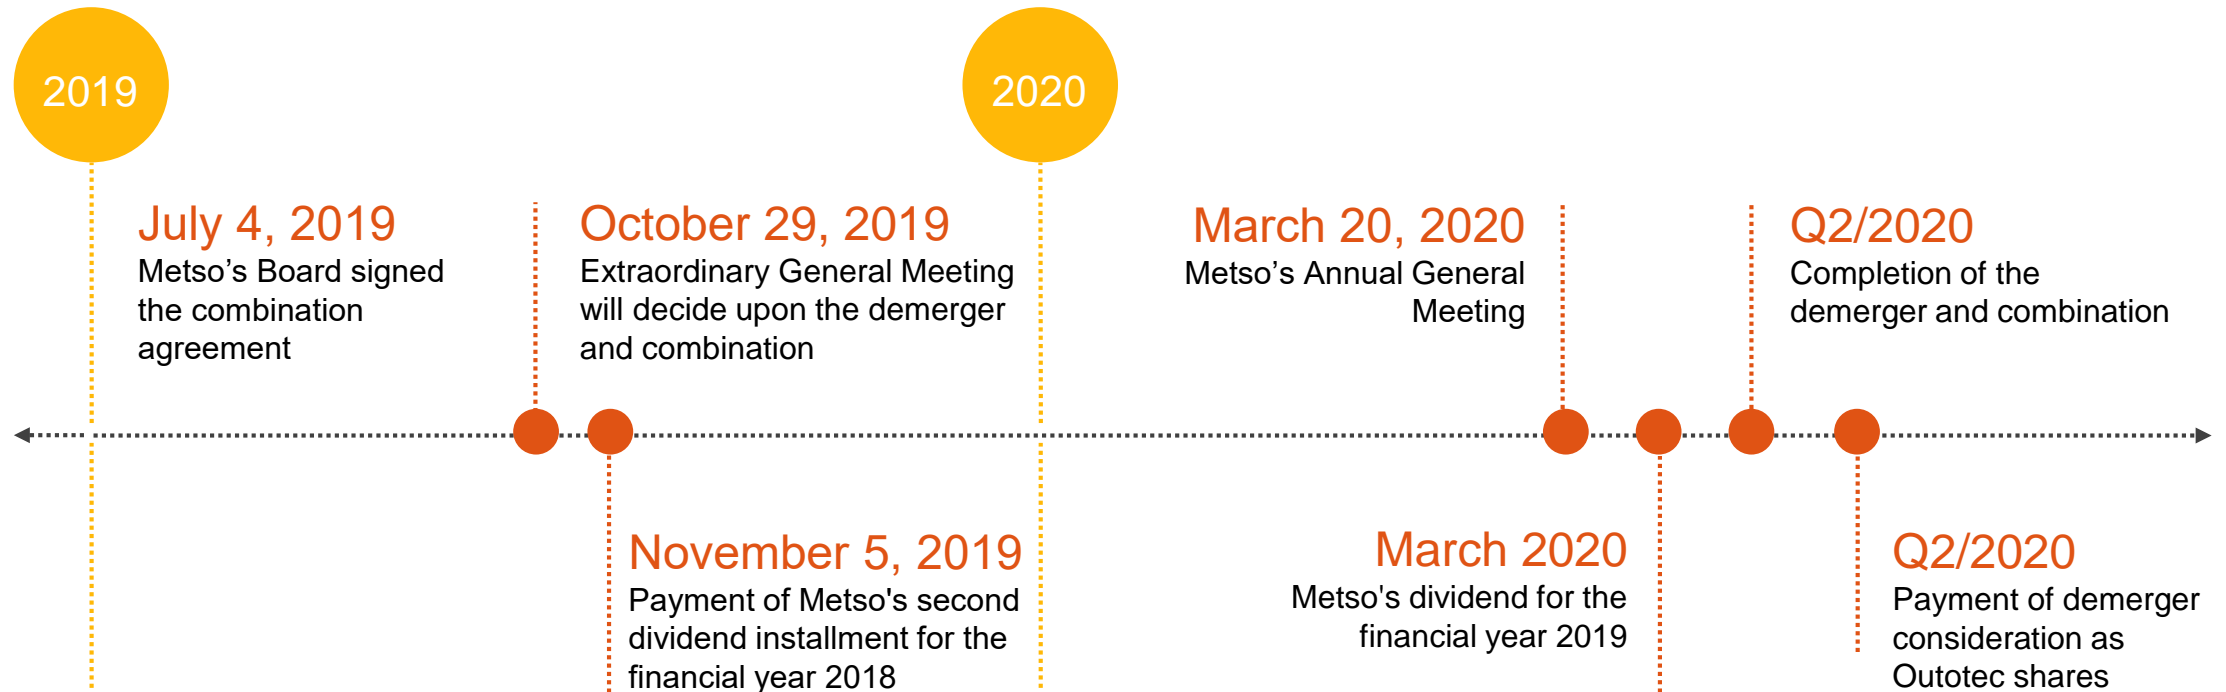 2019
2020
July 4, 2019
Metso’s Board signed
the combination
agreement
October 29, 2019
Extraordinary General Meeting
will decide upon the demerger
and combination
March 20, 2020
Metso’s Annual General
Meeting
Q2/2020
Completion of the
demerger and combination
November 5, 2019
Payment of Metso's second
dividend installment for the
financial year 2018
March 2020
Metso's dividend for the
financial year 2019
Q2/2020
Payment of demerger
consideration as
Outotec shares